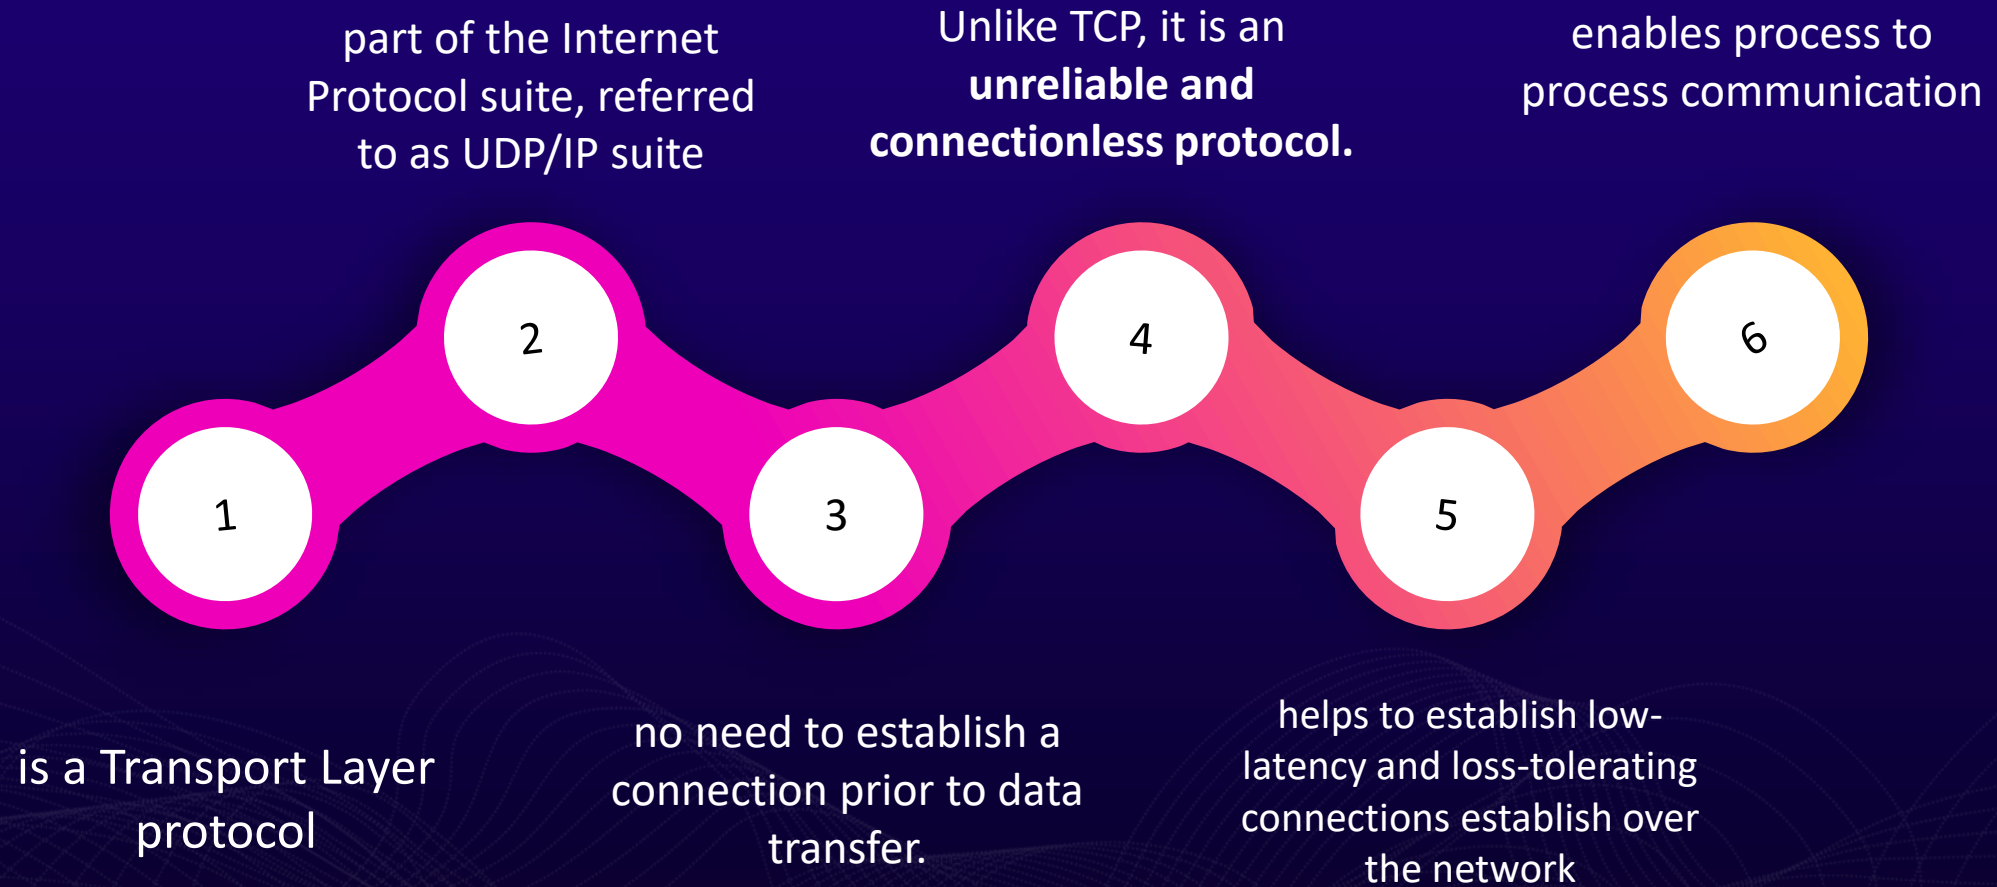 part of the Internet
Protocol suite, referred
to as UDP/IP suite
Unlike TCP, it is an
unreliable and
connectionless protocol.
enables process to
process communication
1
2
3
4
5
6
is a Transport Layer
protocol
no need to establish a
connection prior to data
transfer.
helps to establish low-
latency and loss-tolerating
connections establish over
the network